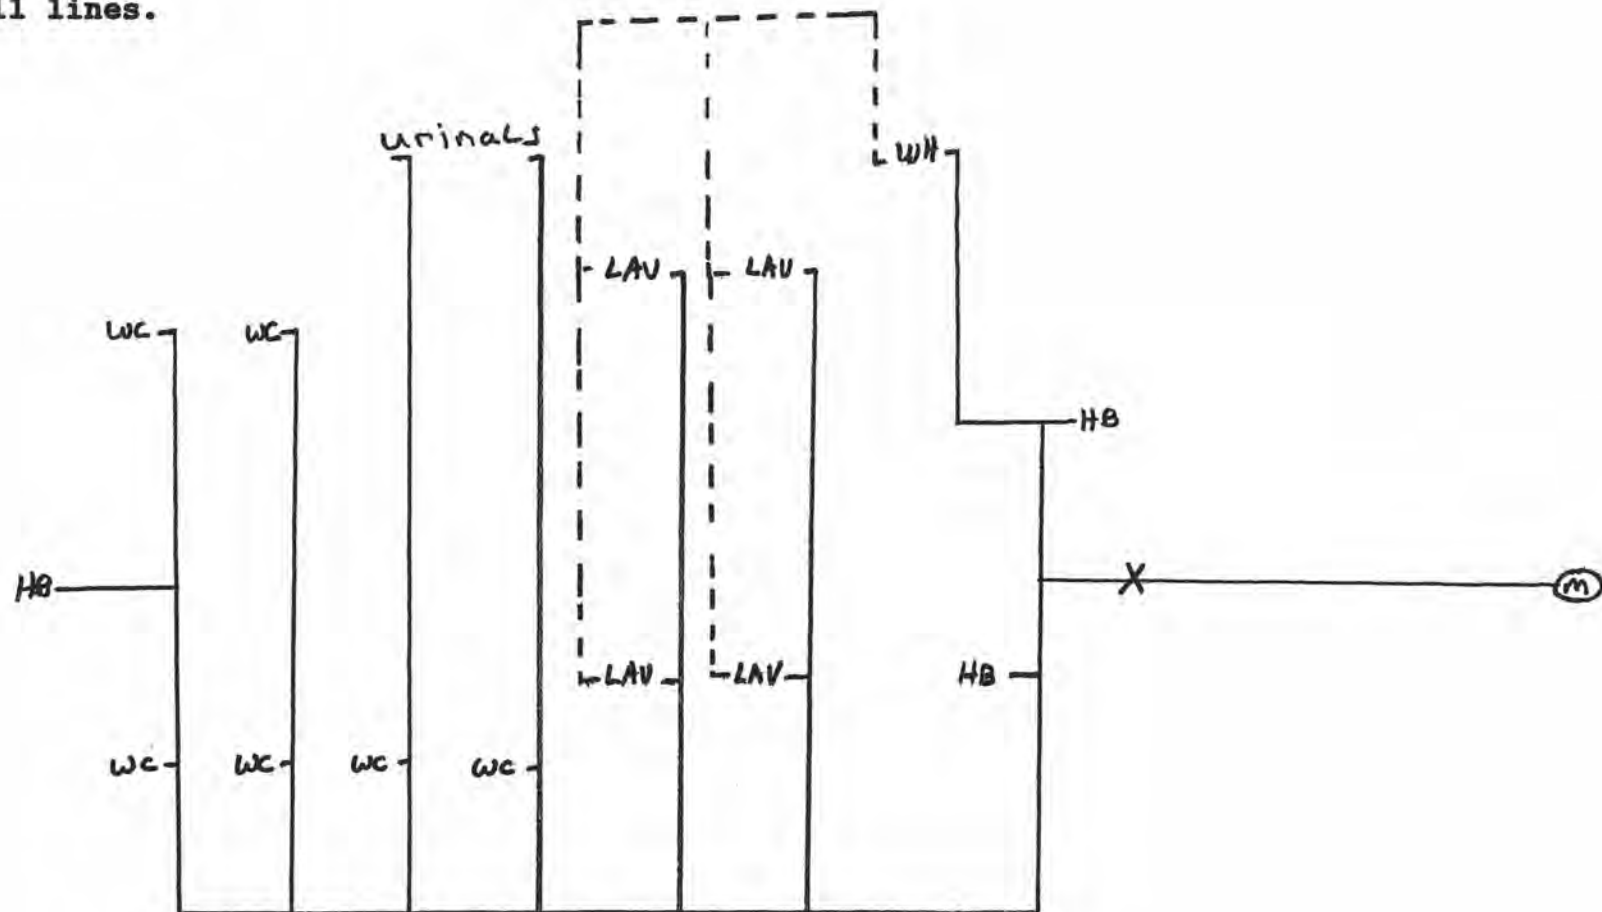 ll lines.
urinals
WH
LAV LAV
WC WC
HB
HB
M
LAV LAV HB
WC WC WC WC